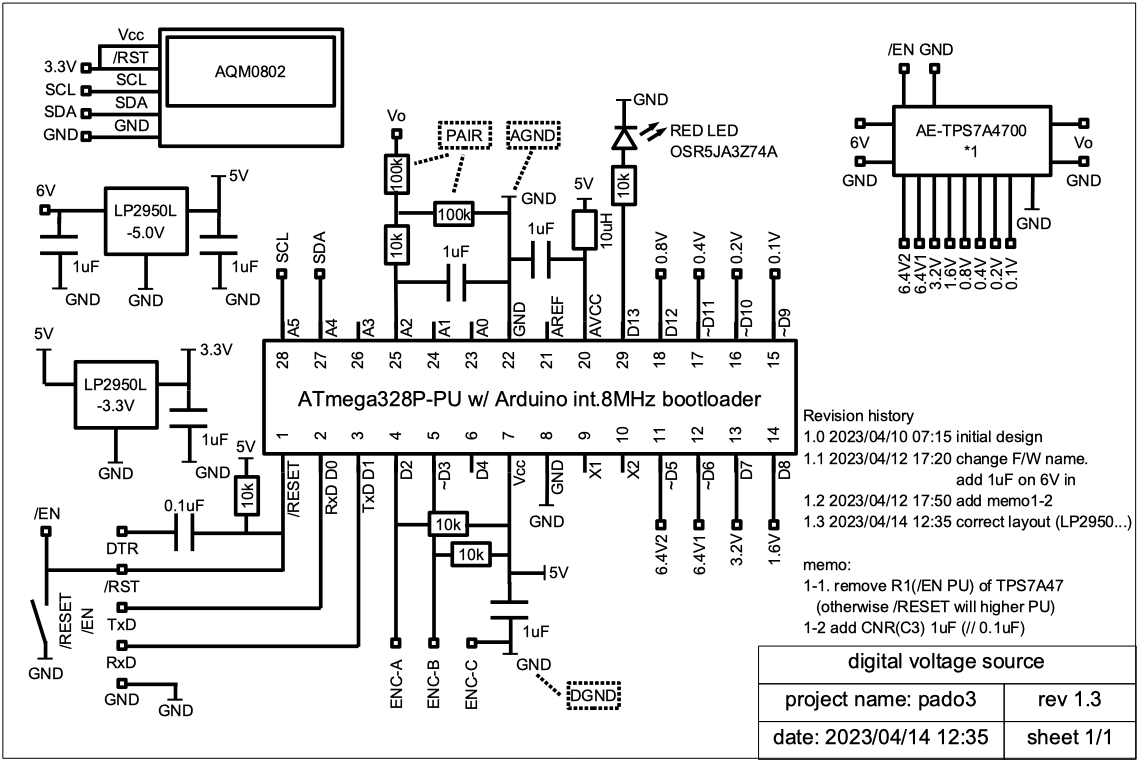 Vcc
/RST
3.3V
SCL
SCL
SDA
SDA
GND
GND
AQM0802
6V
LP2950L
-5.0V
5V
1uF
1uF
GND
GND
GND
5V
LP2950L
-3.3V
3.3V
1uF
GND
GND
Vo
PAIR
AGND
100k
100k
10k
GND
1uF
1uF
5V
10uH
GND
RED LED
OSR5JA3Z74A
10k
/EN GND
6V
AE-TPS7A4700
*1
Vo
GND
GND
GND
6.4V2
6.4V1
3.2V
1.6V
0.8V
0.4V
0.2V
0.1V
SCL
SDA
0.8V
0.4V
0.2V
0.1V
A5
A4
A3
A2
A1
A0
GND
AREF
AVCC
D13
D12
~D11
~D10
~D9
28
27
26
25
24
23
22
21
20
29
18
17
16
15
ATmega328P-PU w/ Arduino int.8MHz bootloader
1
2
3
4
5
6
7
8
9
10
11
12
13
14
/RESET
RxD D0
TxD D1
D2
~D3
D4
Vcc
GND
X1
X2
~D5
~D6
D7
D8
GND
6.4V2
6.4V1
3.2V
1.6V
5V
10k
0.1uF
/EN
DTR
/RST
TxD
RxD
GND
GND
/RESET
/EN
GND
10k
10k
5V
1uF
GND
DGND
ENC-A
ENC-B
ENC-C
Revision history
1.0 2023/04/10 07:15 initial design
1.1 2023/04/12 17:20 change F/W name.
add 1uF on 6V in
1.2 2023/04/12 17:50 add memo1-2
1.3 2023/04/14 12:35 correct layout (LP2950...)
memo:
1-1. remove R1(/EN PU) of TPS7A47
(otherwise /RESET will higher PU)
1-2 add CNR(C3) 1uF (// 0.1uF)
digital voltage source
project name: pado3
rev 1.3
date: 2023/04/14 12:35
sheet 1/1